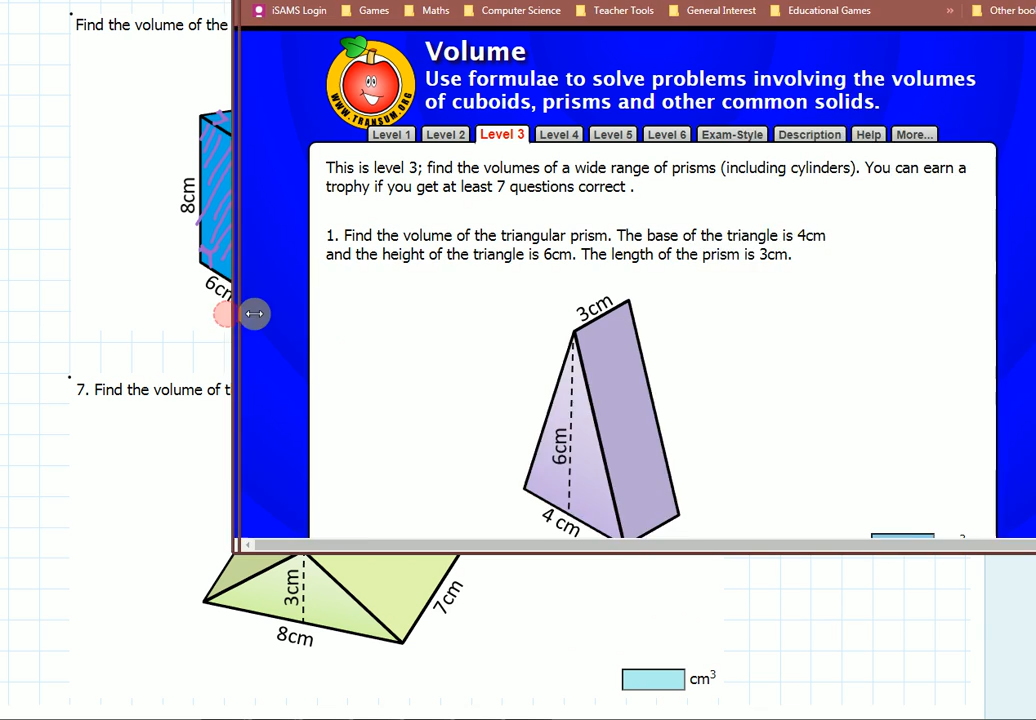 iSAMS Login Games Maths Computer Science Teacher Tools General Interest Educational Games » Other
Find the volume of the
Volume
Use formulae to solve problems involving the volumes
of cuboids, prisms and other common solids.
WWW.TRANSUM.ORG
Level 1 Level 2 Level 3 Level 4 Level 5 Level 6 Exam-Style Description Help More...
This is level 3; find the volumes of a wide range of prisms (including cylinders). You can earn a
trophy if you get at least 7 questions correct .
8cm
1. Find the volume of the triangular prism. The base of the triangle is 4cm
and the height of the triangle is 6cm. The length of the prism is 3cm.
6cm
3cm
7. Find the volume of
6cm
4 cm
3cm
7cm
8cm
cm³